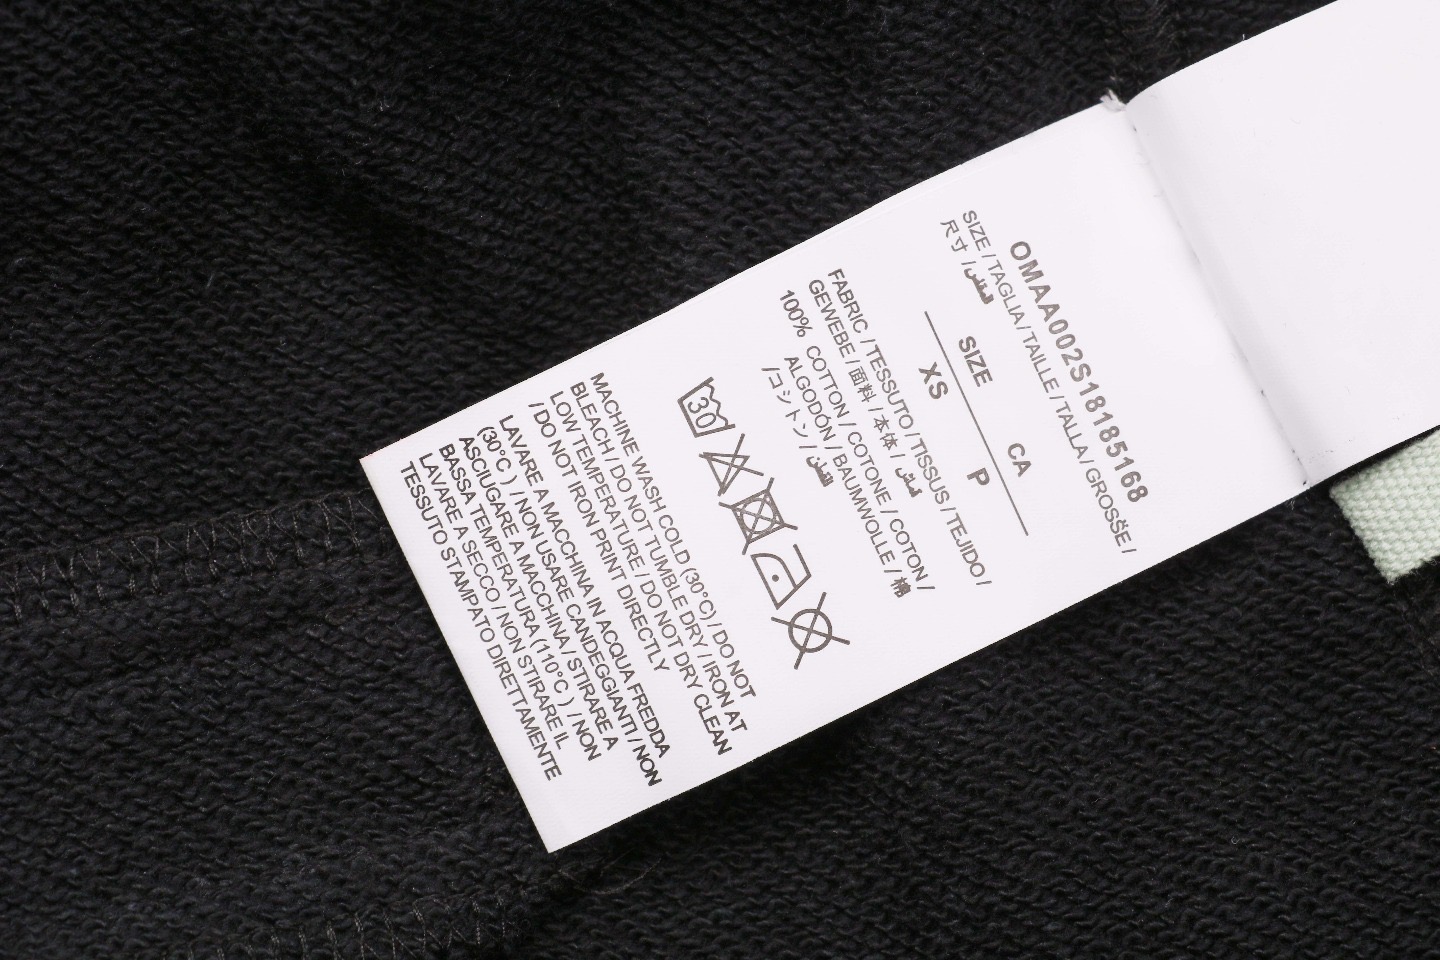 OMAA002S18185168
SIZE / TAGLIA / TAILLE / TALLA / GROSSE /
尺寸 / المقاس
SIZE CA
XS P
FABRIC / TESSUTO / TISSUS / TEJIDO /
GEWEBE / 面料 / 本体 / قماش
100% COTTON / COTONE / COTON /
ALGODÓN / BAUMWOLLE / 棉
/ コットン / القطن
30
MACHINE WASH COLD (30°C) / DO NOT
BLEACH / DO NOT TUMBLE DRY / IRON AT
LOW TEMPERATURE / DO NOT DRY CLEAN
/ DO NOT IRON PRINT DIRECTLY
LAVARE A MACCHINA IN ACQUA FREDDA
(30°C ) / NON USARE CANDEGGIANTI / NON
ASCIUGARE A MACCHINA / STIRARE A
BASSA TEMPERATURA (110°C ) / NON
LAVARE A SECCO / NON STIRARE IL
TESSUTO STAMPATO DIRETTAMENTE